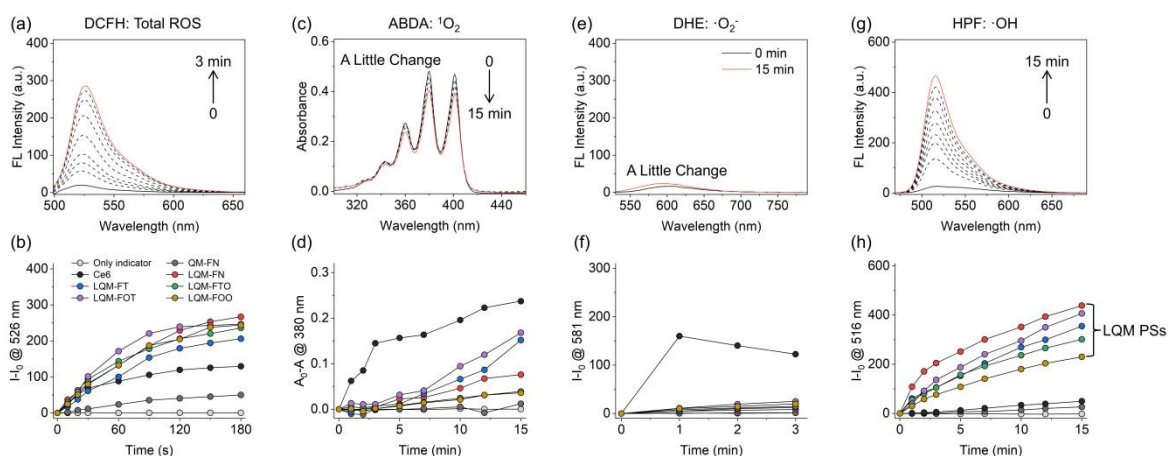 (a) DCFH: Total ROS
400
300
200
100
0
FL Intensity (a.u.)
3 min
0
500 550 600 650
Wavelength (nm)
(c) ABDA: ¹O₂
0.6
0.4
0.2
0.0
Absorbance
A Little Change
0
15 min
320 360 400 440
Wavelength (nm)
(e) DHE: ·O₂⁻
400
300
200
100
0
FL Intensity (a.u.)
0 min
15 min
A Little Change
550 600 650 700 750
Wavelength (nm)
(g) HPF: ·OH
600
400
200
0
FL Intensity (a.u.)
15 min
0
500 550 600 650
Wavelength (nm)
(b)
400
300
200
100
0
I-I₀ @ 526 nm
Only indicator
QM-FN
Ce6
LQM-FN
LQM-FT
LQM-FTO
LQM-FOT
LQM-FOO
0 60 120 180
Time (s)
(d)
0.3
0.2
0.1
0.0
A₀-A @ 380 nm
0 5 10 15
Time (min)
(f)
300
200
100
0
I-I₀ @ 581 nm
0 1 2 3
Time (min)
(h)
600
400
200
0
I-I₀ @ 516 nm
LQM PSs
0 5 10 15
Time (min)